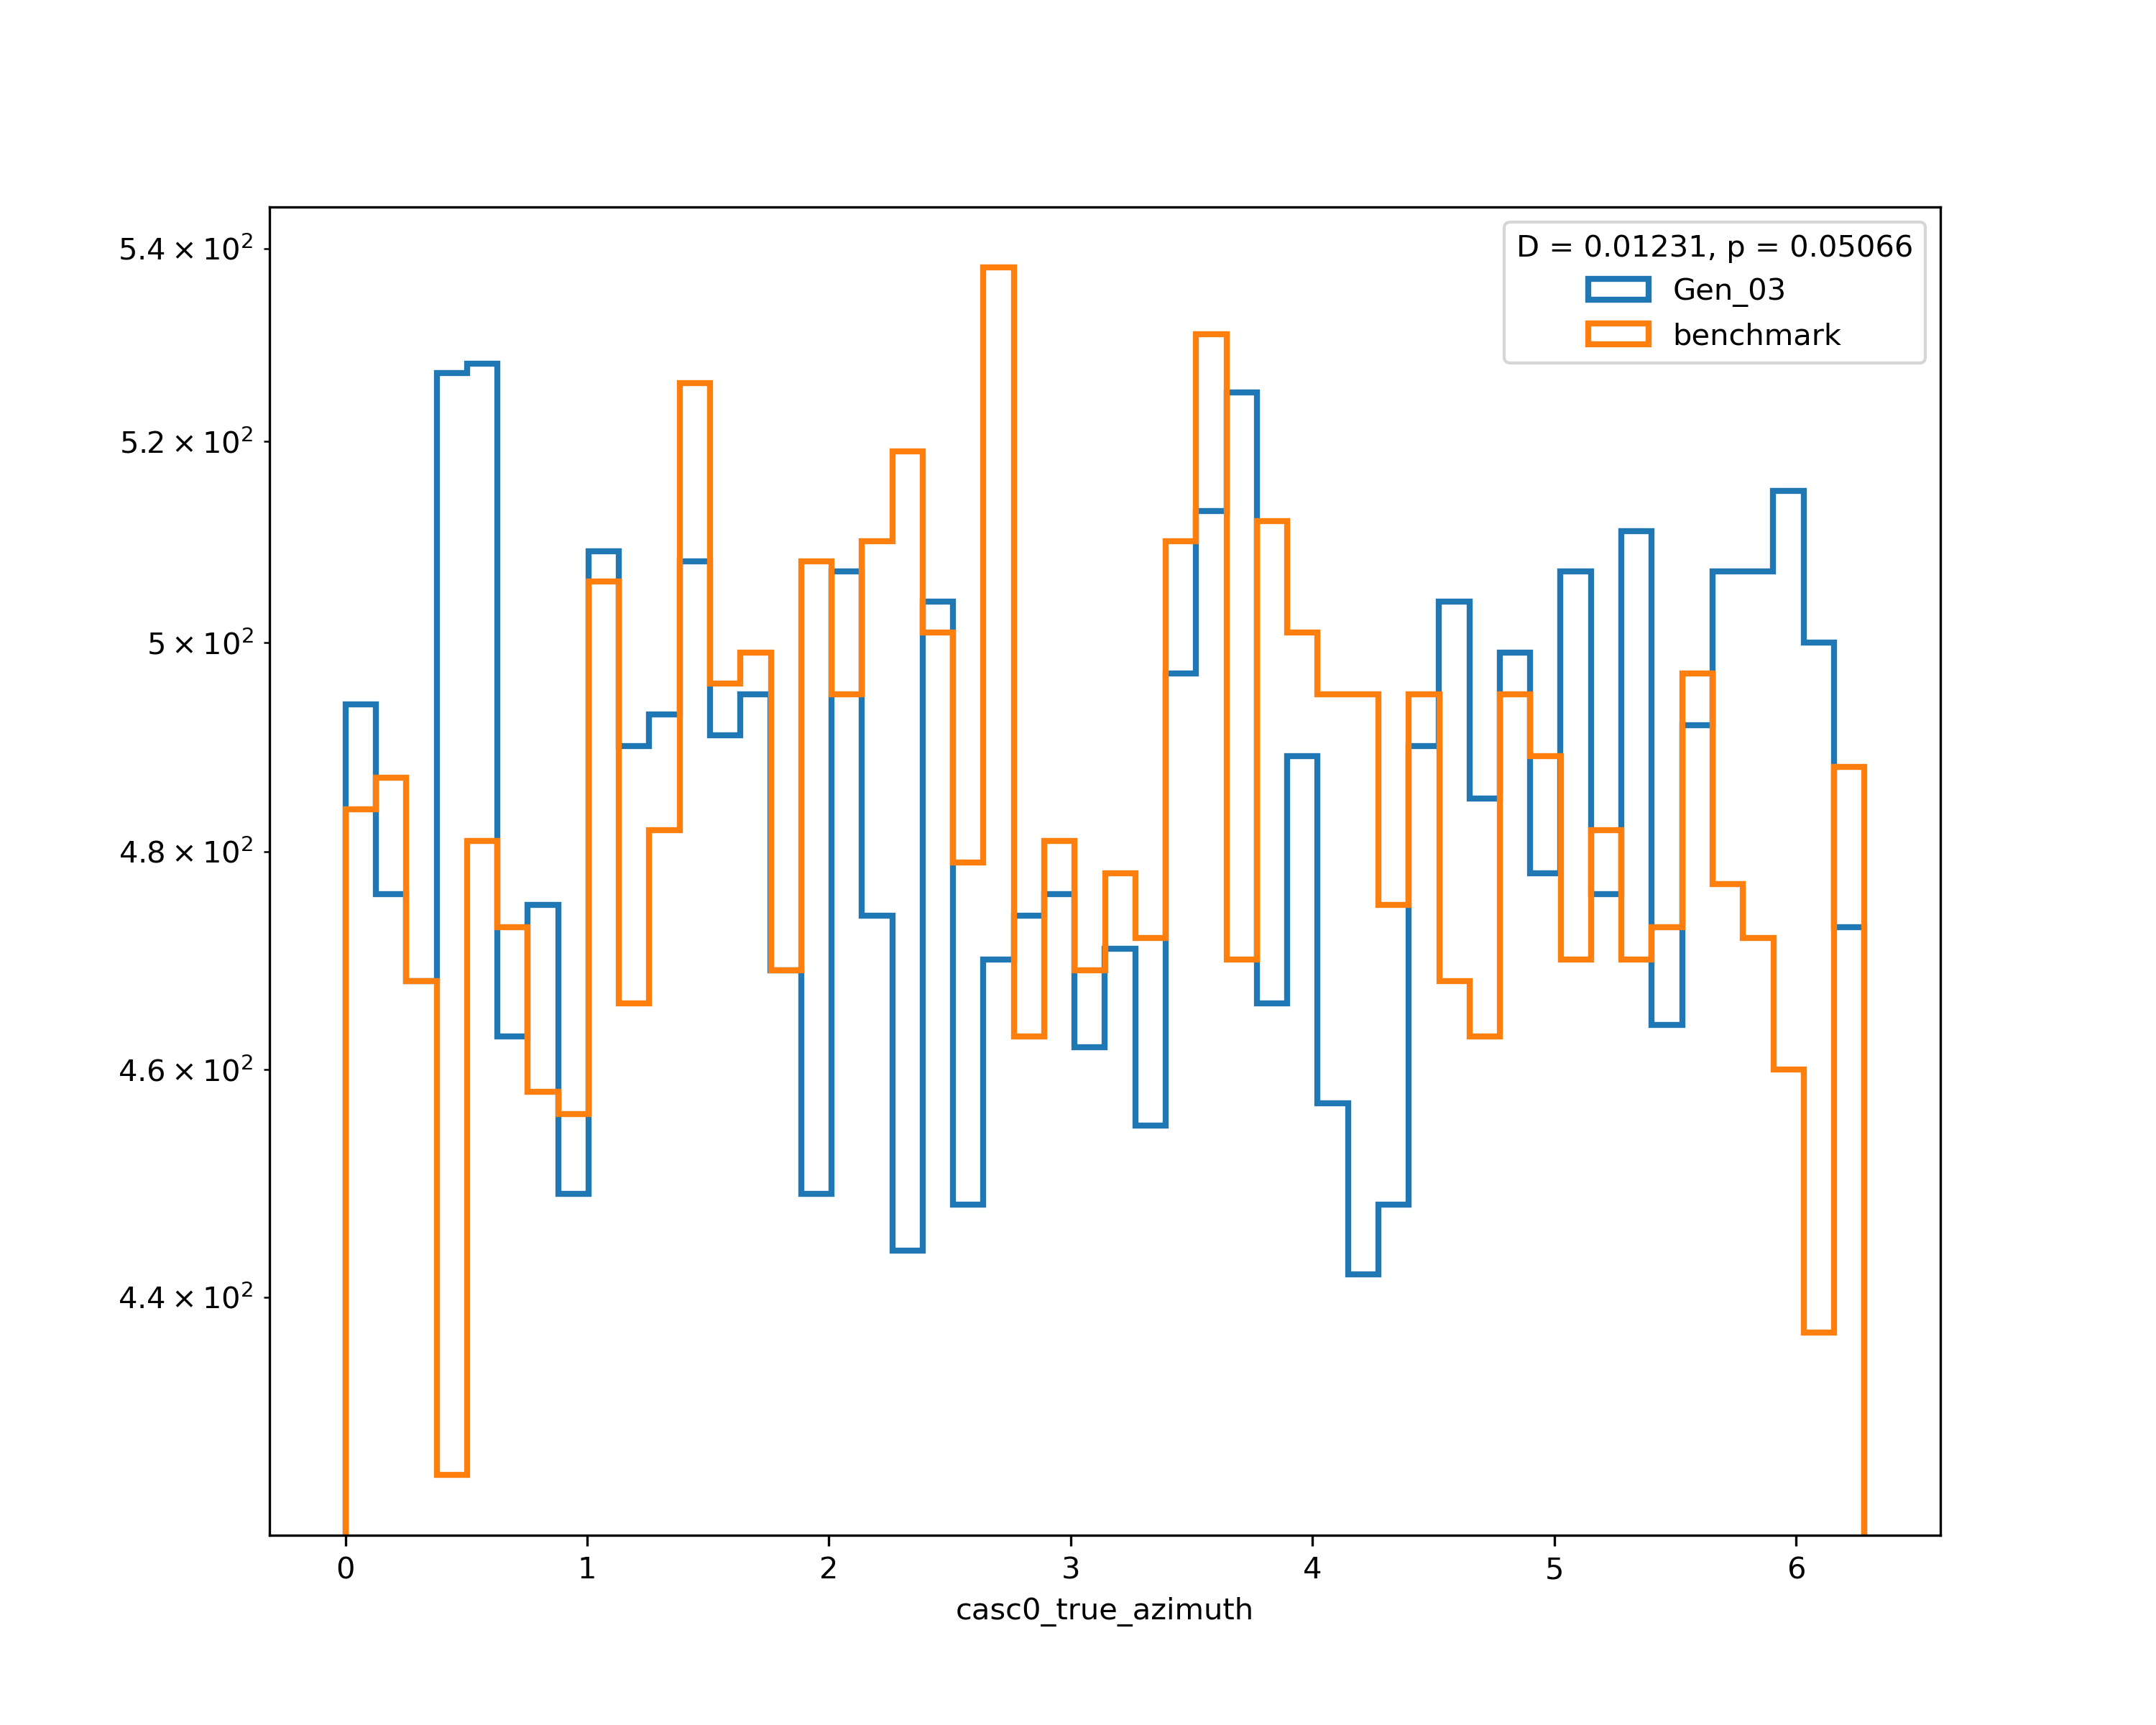 D = 0.01231, p = 0.05066
Gen_03
benchmark
5.4 × 10²
5.2 × 10²
5 × 10²
4.8 × 10²
4.6 × 10²
4.4 × 10²
0 1 2 3 4 5 6
casc0_true_azimuth